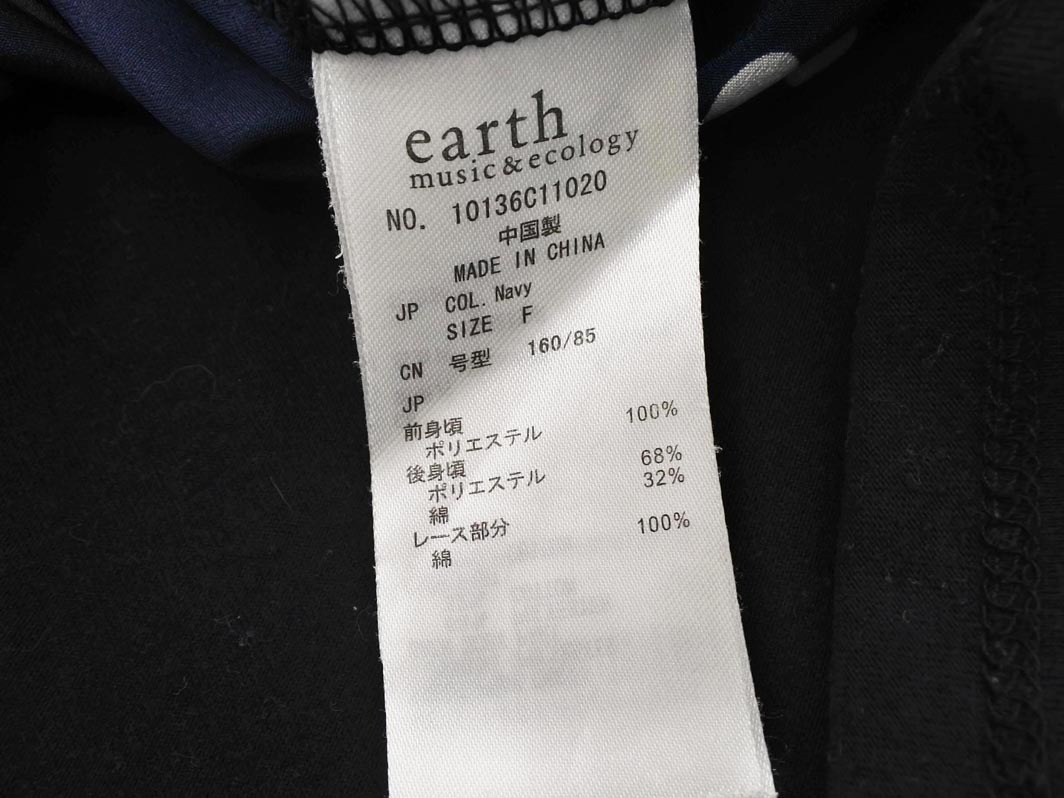 earth
music&ecology
NO. 10136C11020
中国製
MADE IN CHINA
JP COL. Navy
SIZE F
CN 号型 160/85
JP
前身頃
ポリエステル 100%
後身頃
ポリエステル 68%
綿 32%
レース部分
綿 100%